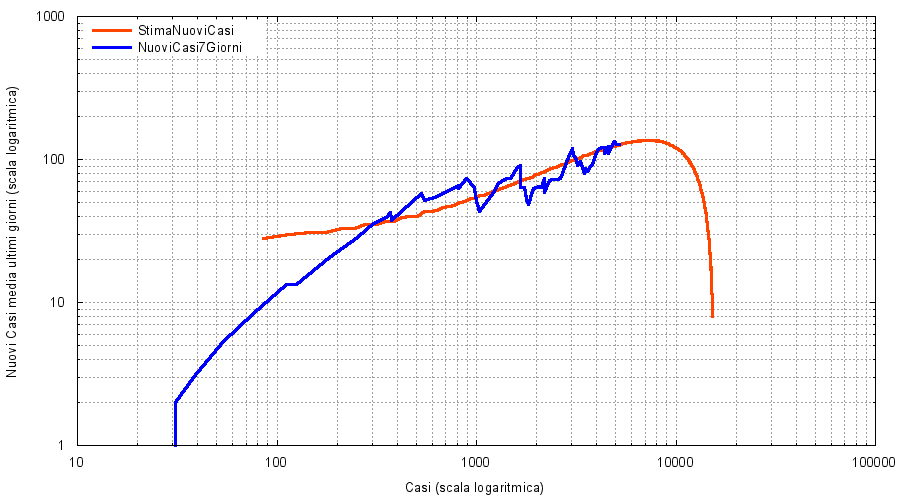 1000
StimaNuoviCasi
NuoviCasi7Giorni
100
10
1
Nuovi Casi media ultimi giorni (scala logaritmica)
10 100 1000 10000 100000
Casi (scala logaritmica)